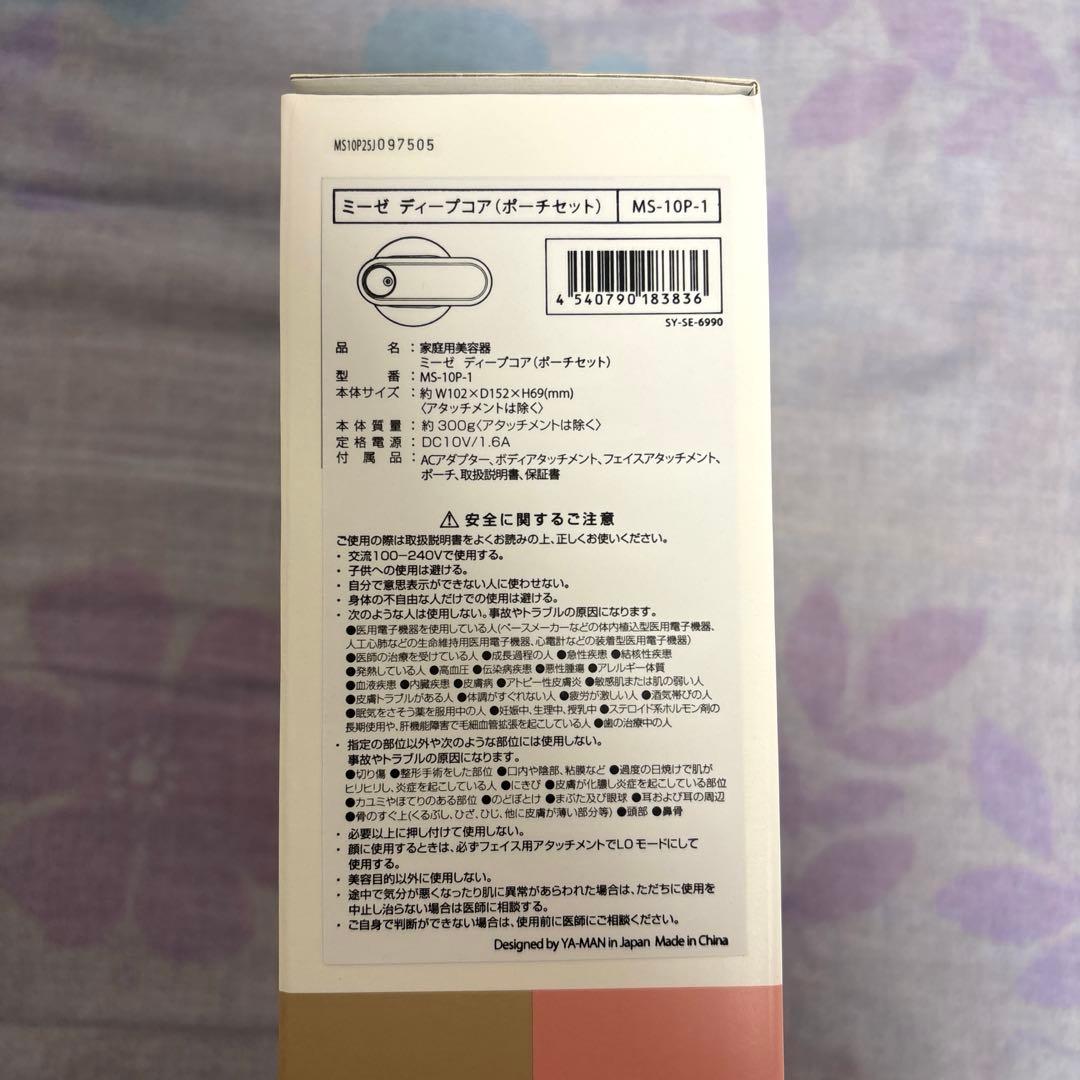 MS10P25J097505
ミーゼ ディープコア(ポーチセット) MS-10P-1
4 540790 183836
SY-SE-6990
品名:家庭用美容器
ミーゼ ディープコア(ポーチセット)
型番:MS-10P-1
本体サイズ:約 W102×D152×H69(mm)
〈アタッチメントは除く〉
本体質量:約 300g〈アタッチメントは除く〉
定格電源:DC10V/1.6A
付属品:ACアダプター、ボディアタッチメント、フェイスアタッチメント、
ポーチ、取扱説明書、保証書
⚠ 安全に関するご注意
ご使用の際は取扱説明書をよくお読みの上、正しくお使いください。
・交流100-240Vで使用する。
・子供への使用は避ける。
・自分で意思表示ができない人に使わせない。
・身体の不自由な人だけでの使用は避ける。
・次のような人は使用しない。事故やトラブルの原因になります。
●医用電子機器を使用している人(ペースメーカーなどの体内植込型医用電子機器、
人工心肺などの生命維持用医用電子機器、心電計などの装着型医用電子機器)
●医師の治療を受けている人 ●成長過程の人 ●急性疾患 ●結核性疾患
●発熱している人 ●高血圧 ●伝染病疾患 ●悪性腫瘍 ●アレルギー体質
●血液疾患 ●内臓疾患 ●皮膚病 ●アトピー性皮膚炎 ●敏感肌または肌の弱い人
●皮膚トラブルがある人 ●体調がすぐれない人 ●疲労が激しい人 ●酒気帯びの人
●眠気をさそう薬を服用中の人 ●妊娠中、生理中、授乳中 ●ステロイド系ホルモン剤の
長期使用や、肝機能障害で毛細血管拡張を起こしている人 ●歯の治療中の人
・指定の部位以外や次のような部位には使用しない。
事故やトラブルの原因になります。
●切り傷 ●整形手術をした部位 ●口内や陰部、粘膜など ●過度の日焼けで肌が
ヒリヒリし、炎症を起こしている人 ●にきび ●皮膚が化膿し炎症を起こしている部位
●カユミやほてりのある部位 ●のどぼとけ ●まぶた及び眼球 ●耳および耳の周辺
●骨のすぐ上(くるぶし、ひざ、ひじ、他に皮膚が薄い部分等) ●頭部 ●鼻骨
・必要以上に押し付けて使用しない。
・顔に使用するときは、必ずフェイス用アタッチメントでLOモードにして
使用する。
・美容目的以外に使用しない。
・途中で気分が悪くなったり肌に異常があらわれた場合は、ただちに使用を
中止し治らない場合は医師に相談する。
・ご自身で判断ができない場合は、使用前に医師にご相談ください。
Designed by YA-MAN in Japan Made in China